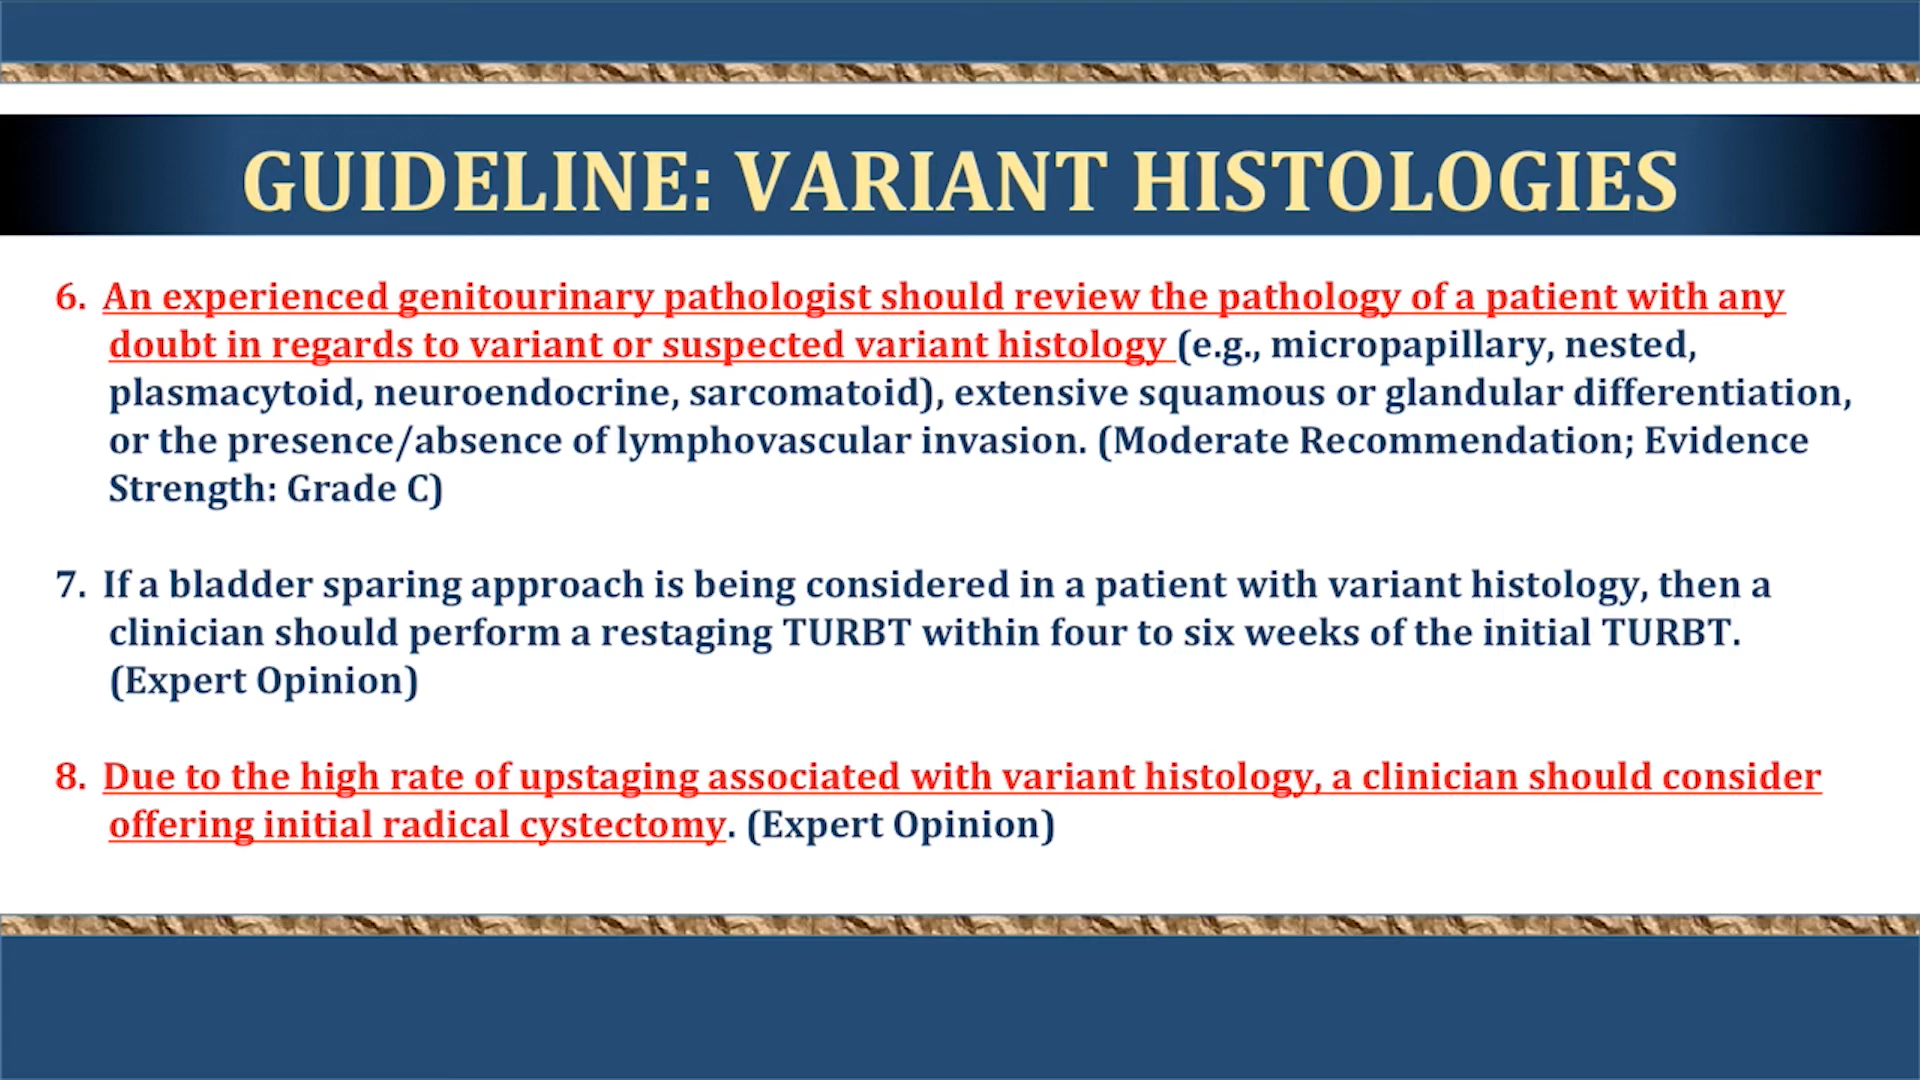 GUIDELINE: VARIANT HISTOLOGIES
6. An experienced genitourinary pathologist should review the pathology of a patient with any
doubt in regards to variant or suspected variant histology (e.g., micropapillary, nested,
plasmacytoid, neuroendocrine, sarcomatoid), extensive squamous or glandular differentiation,
or the presence/absence of lymphovascular invasion. (Moderate Recommendation; Evidence
Strength: Grade C)
7. If a bladder sparing approach is being considered in a patient with variant histology, then a
clinician should perform a restaging TURBT within four to six weeks of the initial TURBT.
(Expert Opinion)
8. Due to the high rate of upstaging associated with variant histology, a clinician should consider
offering initial radical cystectomy. (Expert Opinion)